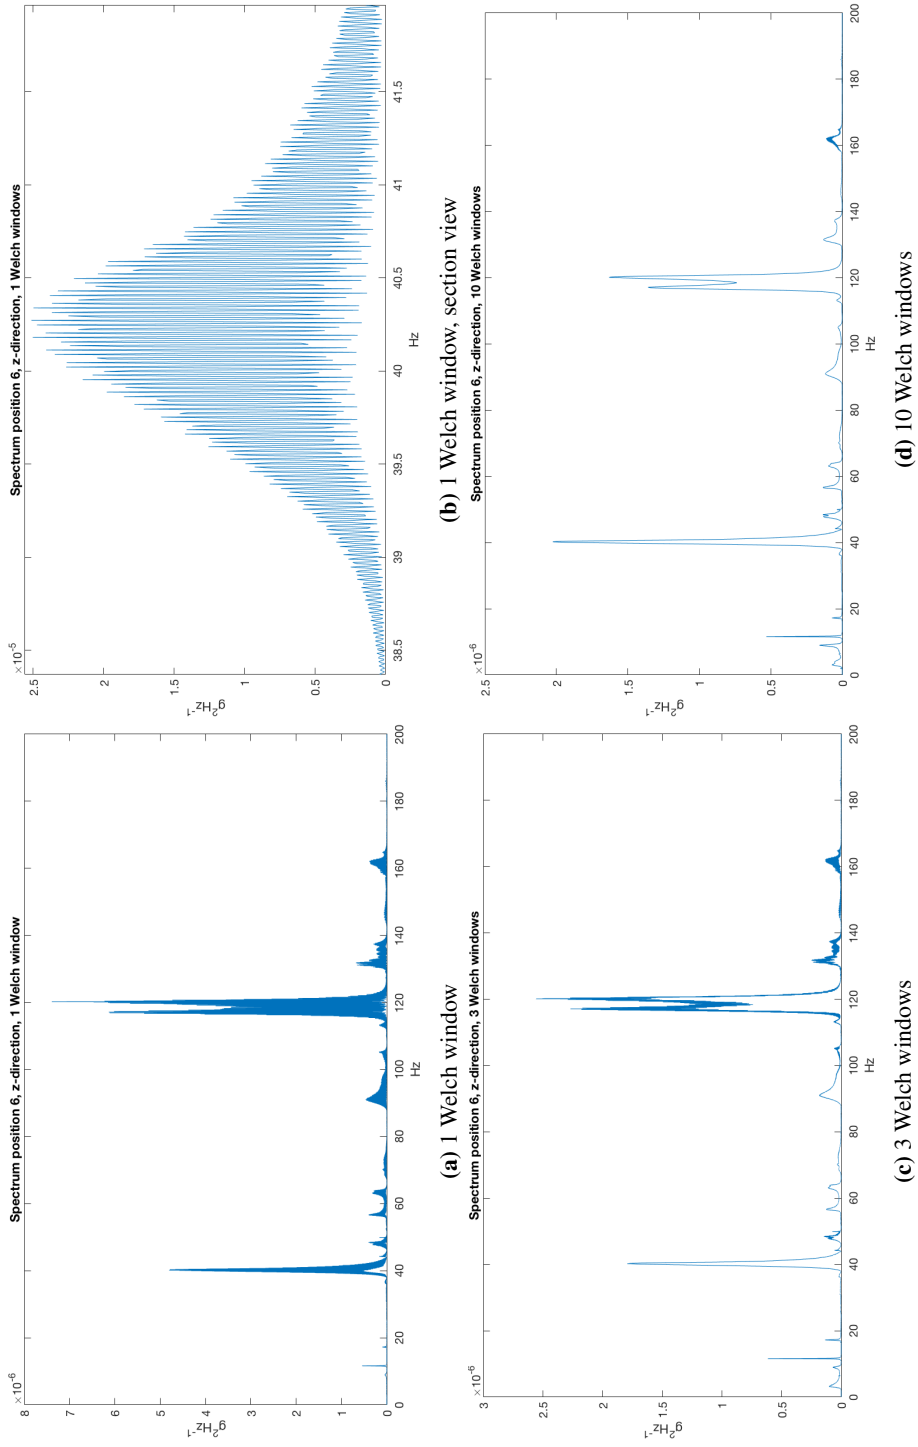 ×10⁻⁶
Spectrum position 6, z-direction, 1 Welch window
8
7
6
5
4
3
2
1
0
g²Hz⁻¹
0 20 40 60 80 100 120 140 160 180 200
Hz
(a) 1 Welch window
×10⁻⁵
Spectrum position 6, z-direction, 1 Welch windows
2.5
2
1.5
1
0.5
0
g²Hz⁻¹
38.5 39 39.5 40 40.5 41 41.5
Hz
(b) 1 Welch window, section view
×10⁻⁶
Spectrum position 6, z-direction, 3 Welch windows
3
2.5
2
1.5
1
0.5
0
g²Hz⁻¹
0 20 40 60 80 100 120 140 160 180 200
Hz
(c) 3 Welch windows
×10⁻⁶
Spectrum position 6, z-direction, 10 Welch windows
2.5
2
1.5
1
0.5
0
g²Hz⁻¹
0 20 40 60 80 100 120 140 160 180 200
Hz
(d) 10 Welch windows